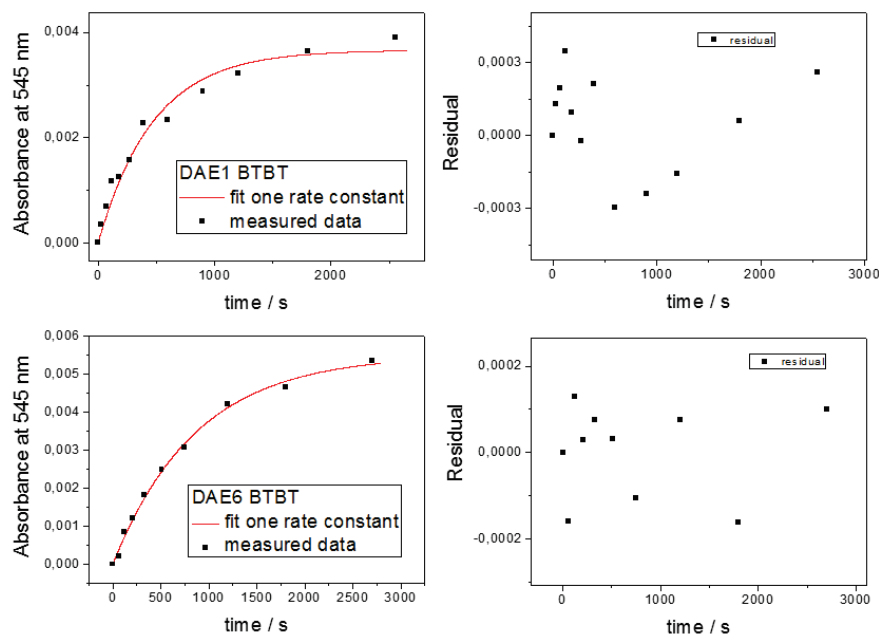 Absorbance at 545 nm
0,004
0,002
0,000
DAE1 BTBT
fit one rate constant
measured data
0
1000
2000
time / s
Residual
0,0003
0,0000
-0,0003
residual
0
1000
2000
3000
time / s
Absorbance at 545 nm
0,006
0,005
0,004
0,003
0,002
0,001
0,000
DAE6 BTBT
fit one rate constant
measured data
0
500
1000
1500
2000
2500
3000
time / s
Residual
0,0002
0,0000
-0,0002
residual
0
1000
2000
3000
time / s